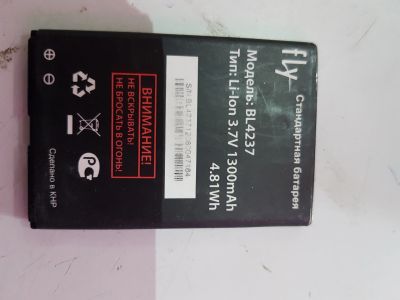 fly
Стандартная батарея
Модель: BL4237
Тип: Li-Ion 3.7V 1300mAh
4.81Wh
ВНИМАНИЕ!
НЕ ВСКРЫВАТЬ!
НЕ БРОСАТЬ В ОГОНЬ!
Сделано в КНР